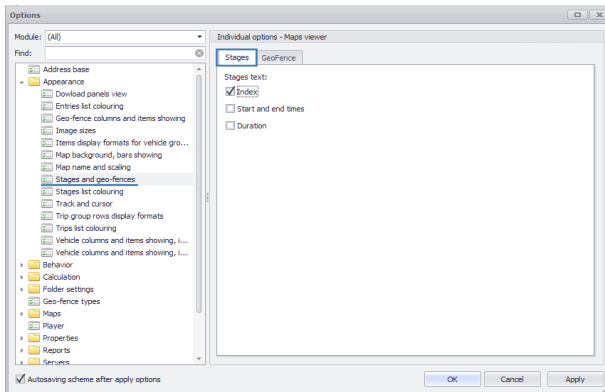 Options
Module: (All)
Find:
Address base
Appearance
Dowload panels view
Entries list colouring
Geo-fence columns and items showing
Image sizes
Items display formats for vehicle gro...
Map background, bars showing
Map name and scaling
Stages and geo-fences
Stages list colouring
Track and cursor
Trip group rows display formats
Trips list colouring
Vehicle columns and items showing, i...
Vehicle columns and items showing, i...
Behavior
Calculation
Folder settings
Geo-fence types
Maps
Player
Properties
Reports
Servers
Individual options - Maps viewer
Stages GeoFence
Stages text:
Index
Start and end times
Duration
Autosaving scheme after apply options
OK Cancel Apply